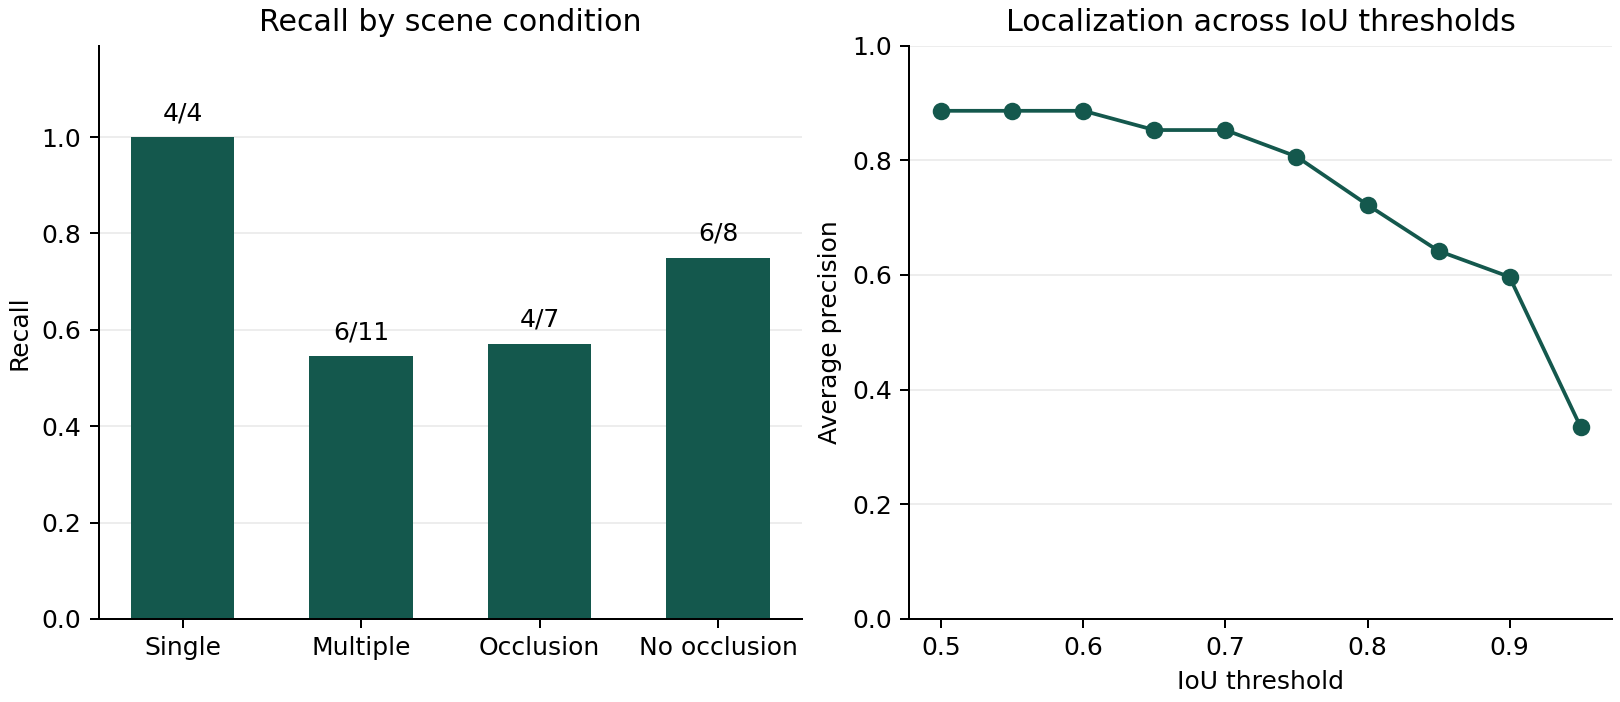 Recall by scene condition
Recall
0.0
0.2
0.4
0.6
0.8
1.0
4/4
6/11
4/7
6/8
Single
Multiple
Occlusion
No occlusion
Localization across IoU thresholds
Average precision
0.0
0.2
0.4
0.6
0.8
1.0
0.5
0.6
0.7
0.8
0.9
IoU threshold